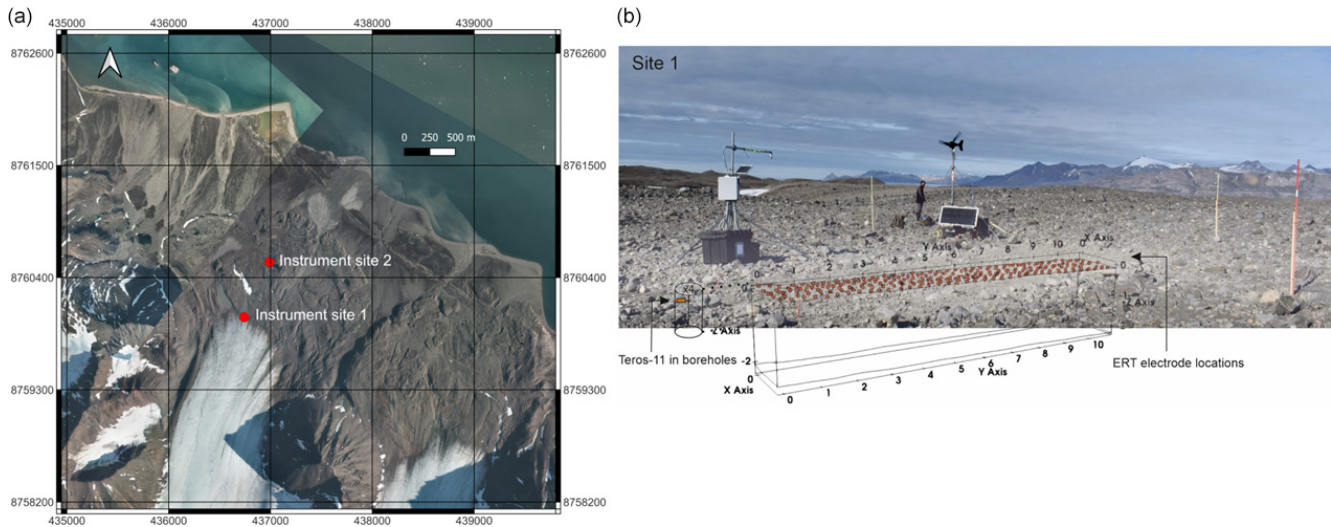 (a)
435000 436000 437000 438000 439000
8762600 8762600
0 250 500 m
8761500 8761500
Instrument site 2
8760400 8760400
Instrument site 1
8759300 8759300
8758200 8758200
435000 436000 437000 438000 439000
(b)
Site 1
X Axis
Y Axis
0 1 2 3 4 5 6 7 8 9 10 0
x4
0 0
Z Axis
-Z Axis
Teros-11 in boreholes
-2
0
X Axis
0 1 2 3 4 5 6 7 8 9 10
Y Axis
ERT electrode locations